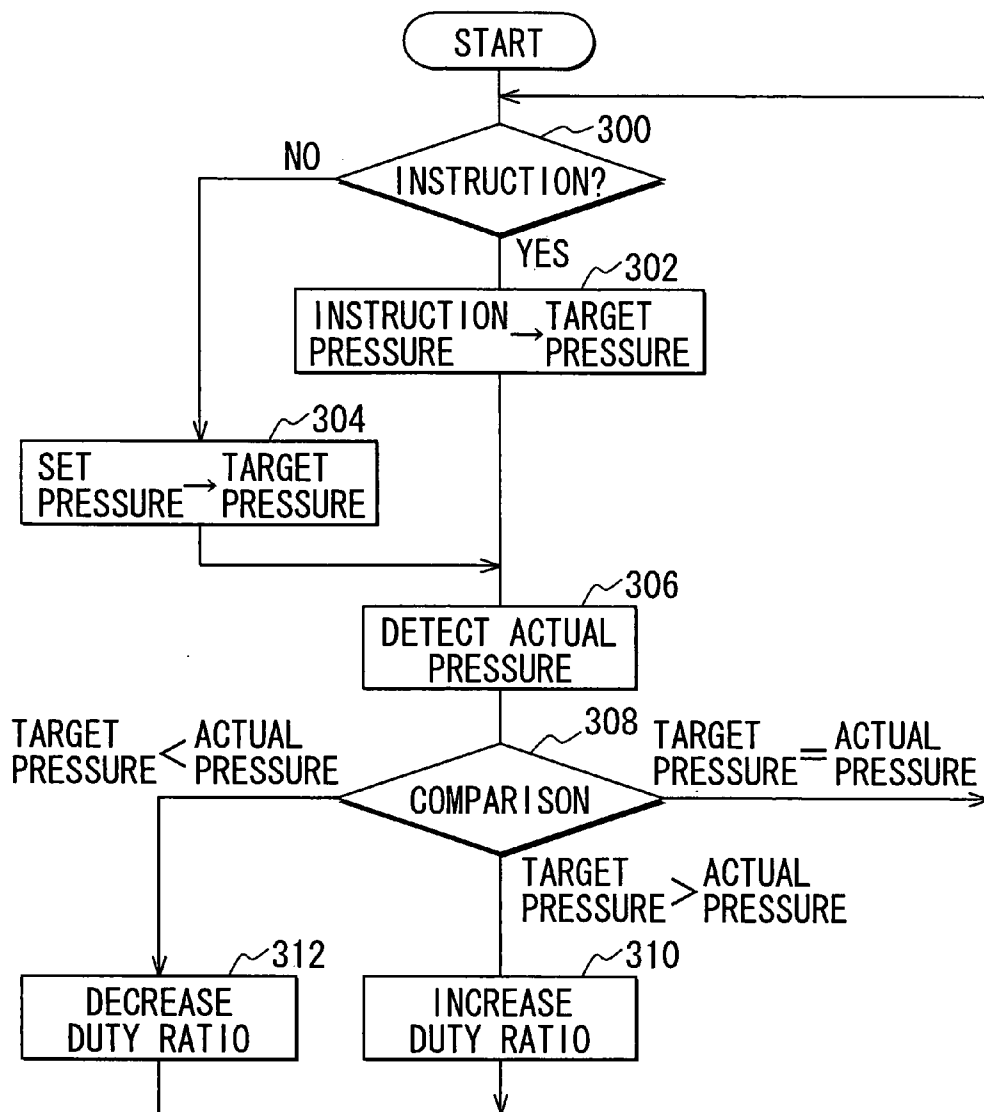 START
300
NO
INSTRUCTION?
YES
302
INSTRUCTION PRESSURE → TARGET PRESSURE
304
SET PRESSURE → TARGET PRESSURE
306
DETECT ACTUAL
PRESSURE
308
TARGET PRESSURE < ACTUAL PRESSURE
TARGET PRESSURE = ACTUAL PRESSURE
COMPARISON
TARGET PRESSURE > ACTUAL PRESSURE
312
310
DECREASE
DUTY RATIO
INCREASE
DUTY RATIO